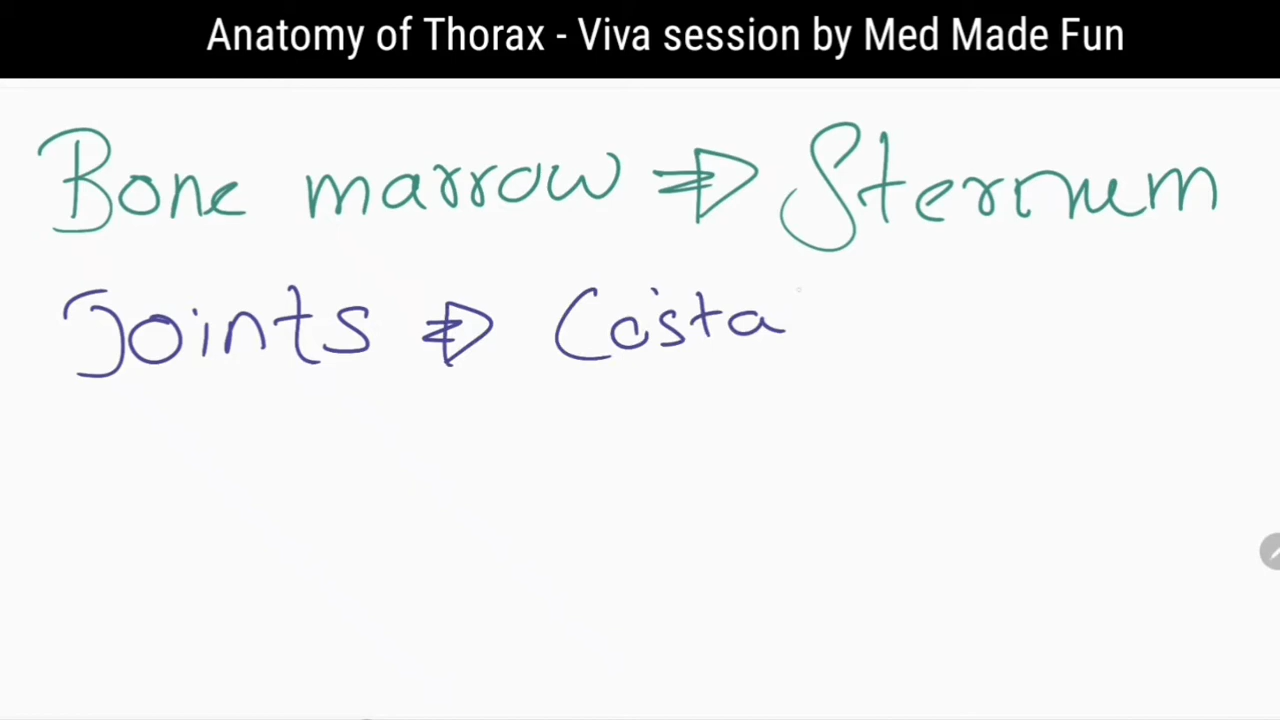 Anatomy of Thorax - Viva session by Med Made Fun
Bone marrow ⇒ Sternum
Joints ⇒ Costa